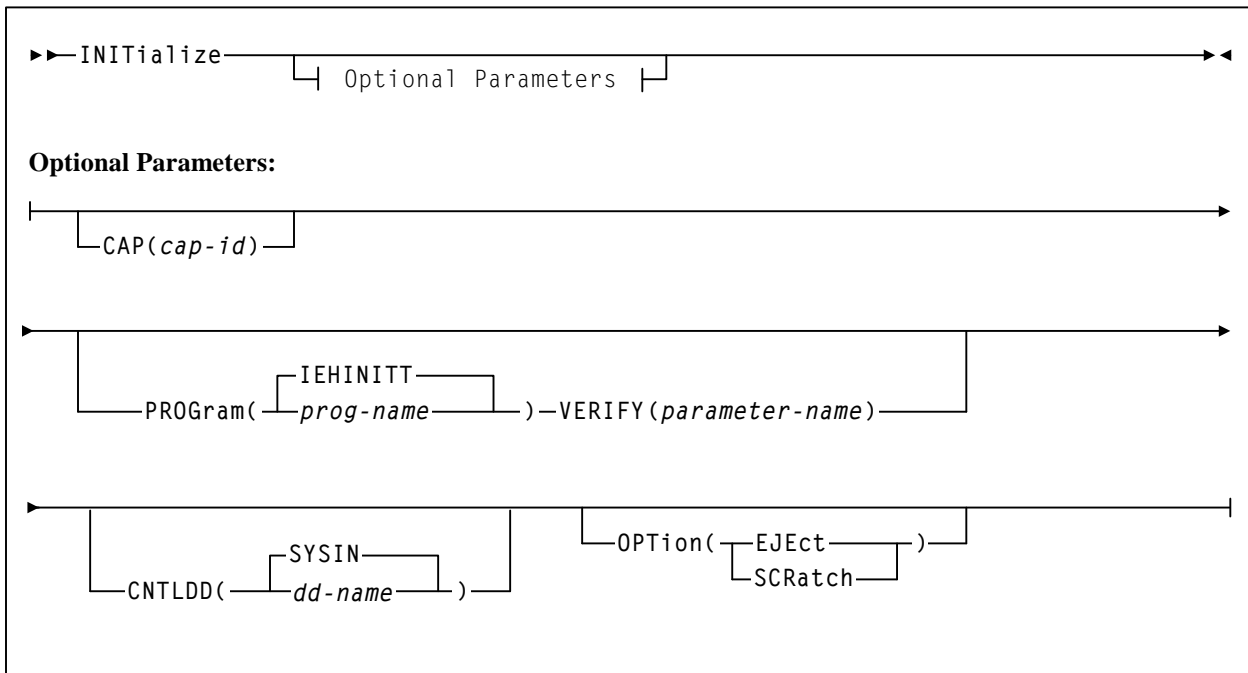 INITialize
Optional Parameters
Optional Parameters:
CAP(cap-id)
IEHINITT
PROGram( prog-name ) VERIFY(parameter-name)
SYSIN
CNTLDD( dd-name )
OPTion( EJEct )
SCRatch